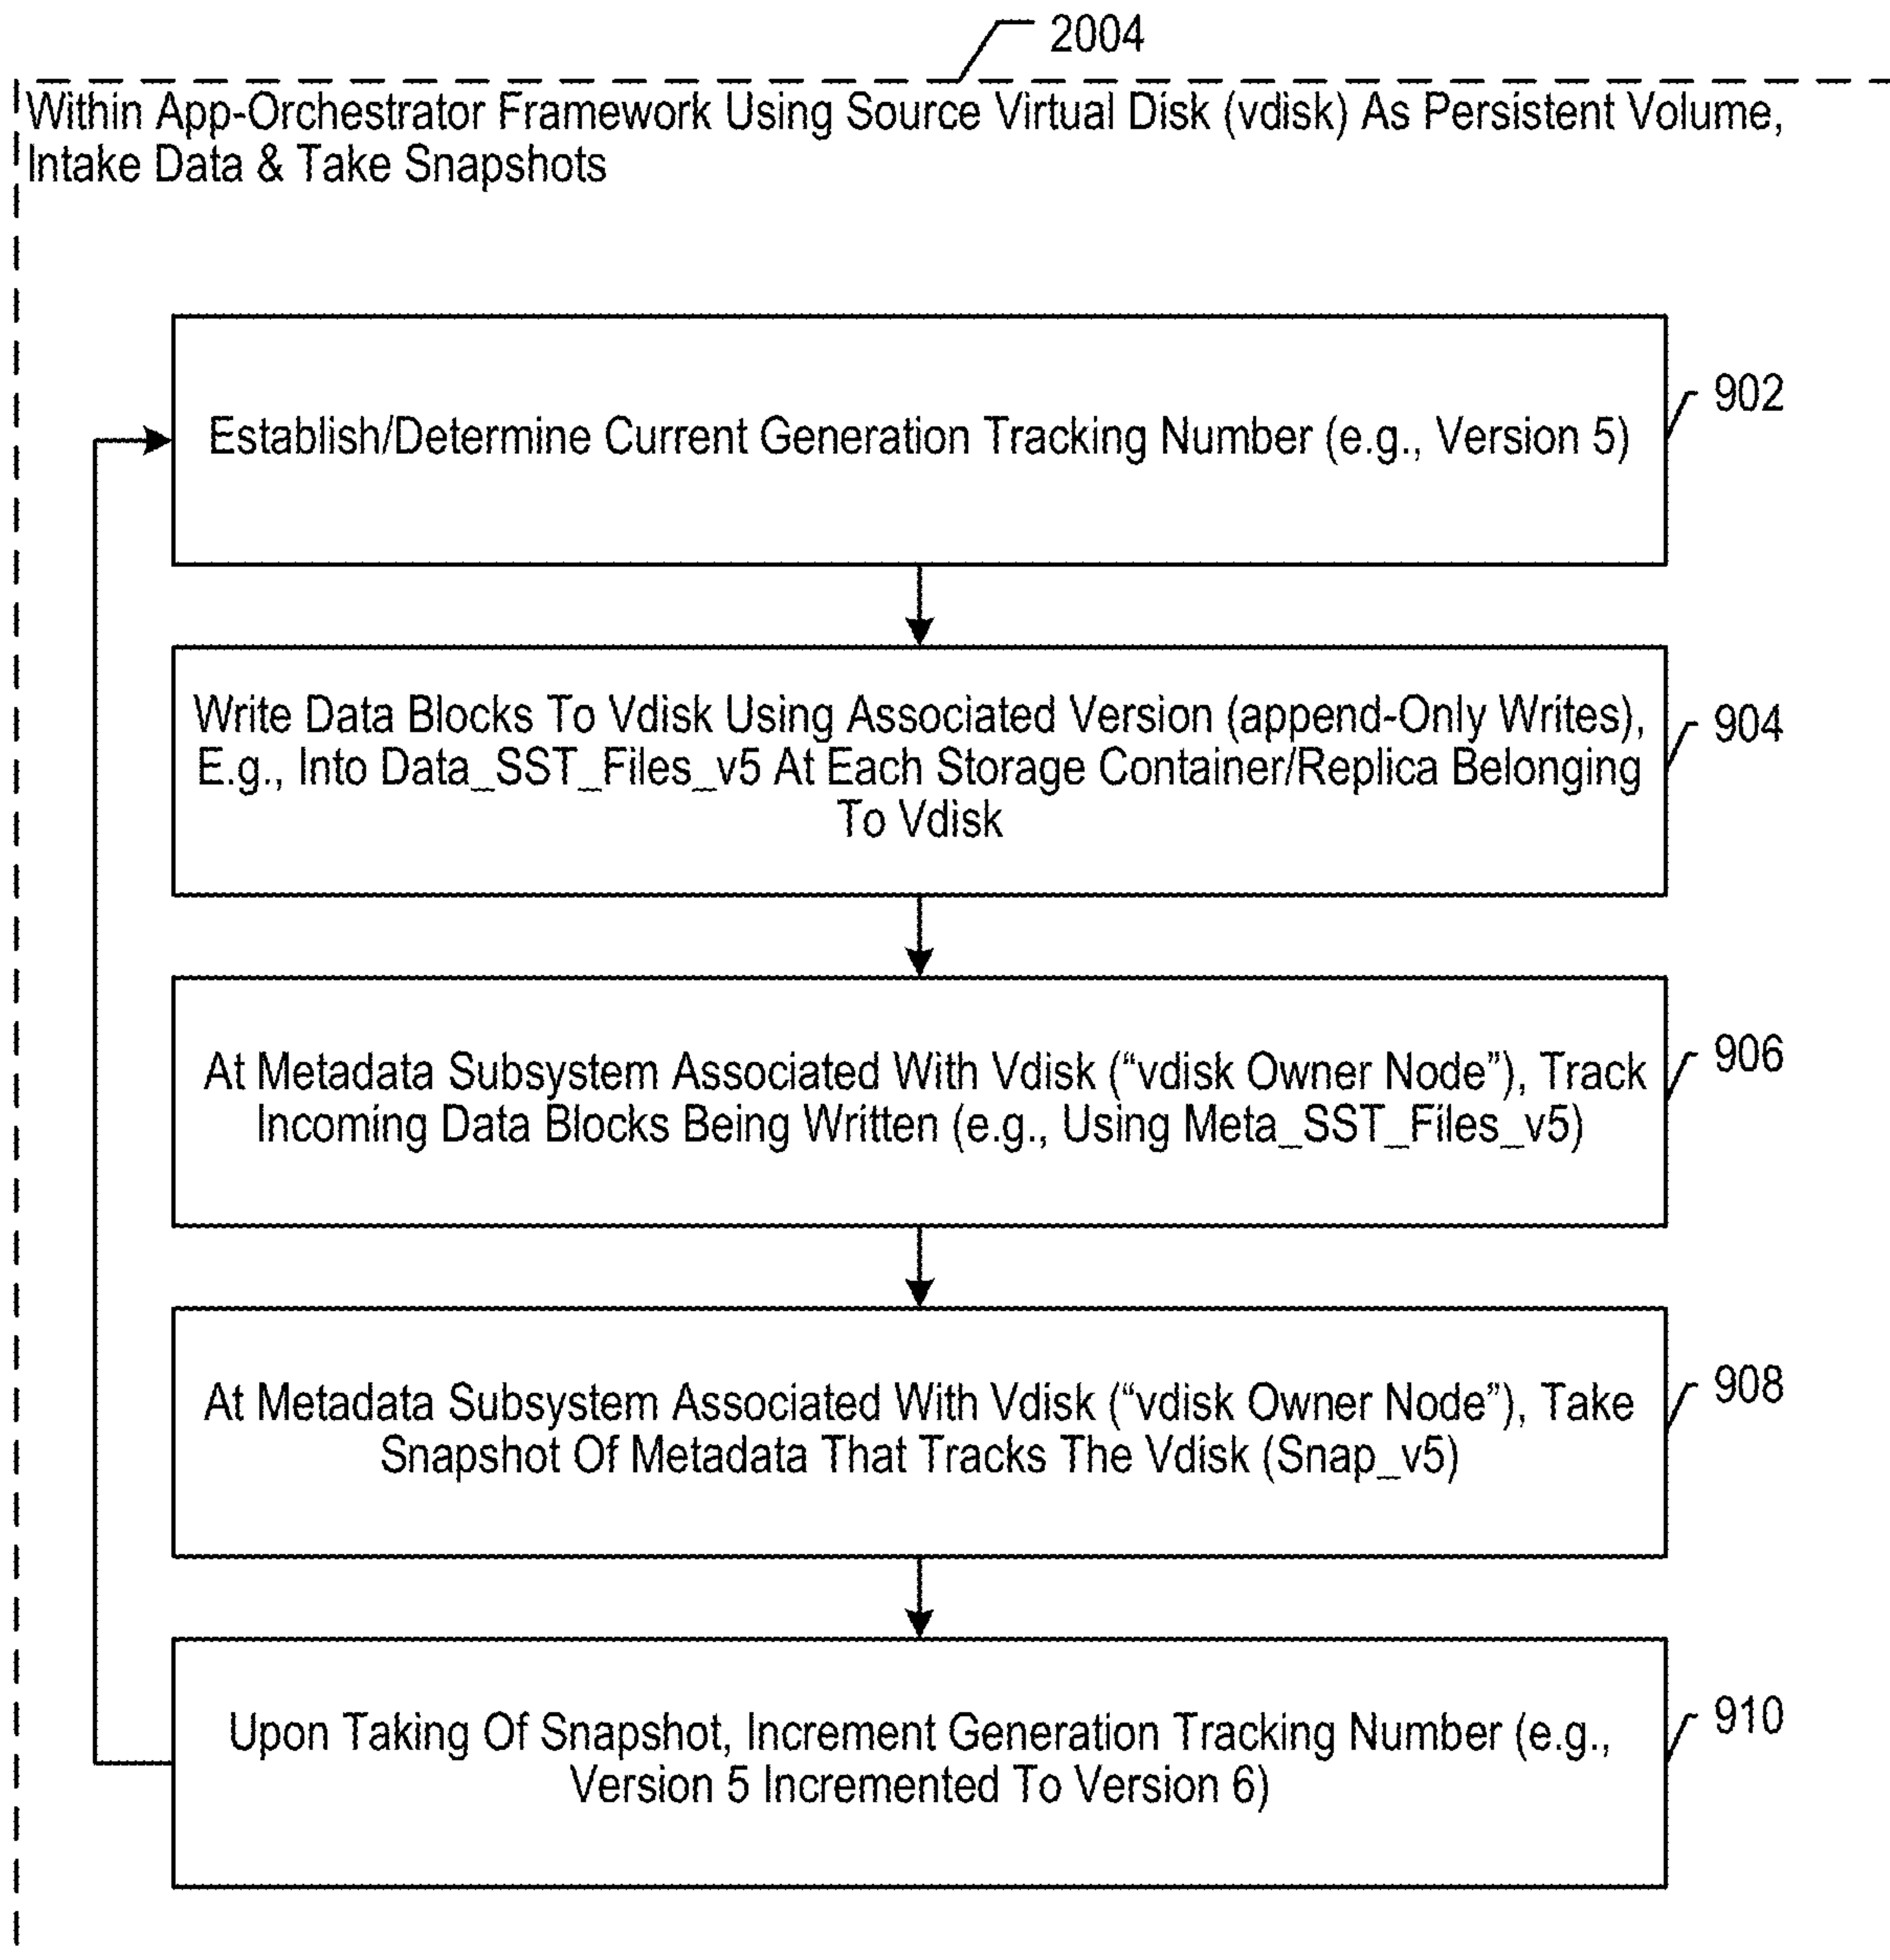 2004
Within App-Orchestrator Framework Using Source Virtual Disk (vdisk) As Persistent Volume,
Intake Data & Take Snapshots
Establish/Determine Current Generation Tracking Number (e.g., Version 5)
902
Write Data Blocks To Vdisk Using Associated Version (append-Only Writes),
E.g., Into Data_SST_Files_v5 At Each Storage Container/Replica Belonging
To Vdisk
904
At Metadata Subsystem Associated With Vdisk (“vdisk Owner Node”), Track
Incoming Data Blocks Being Written (e.g., Using Meta_SST_Files_v5)
906
At Metadata Subsystem Associated With Vdisk (“vdisk Owner Node”), Take
Snapshot Of Metadata That Tracks The Vdisk (Snap_v5)
908
Upon Taking Of Snapshot, Increment Generation Tracking Number (e.g.,
Version 5 Incremented To Version 6)
910